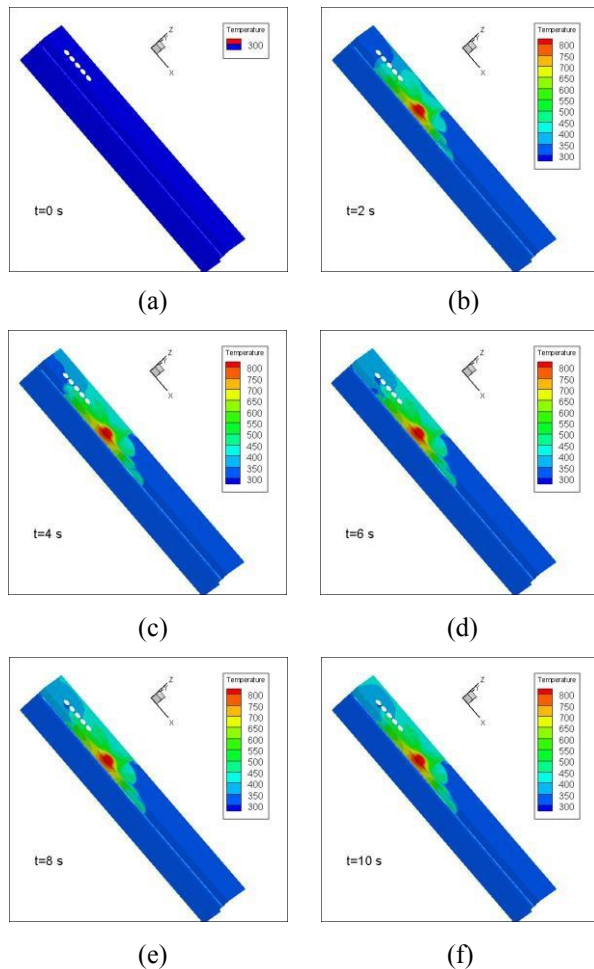 Z
Y
X
Temperature
300
t=0 s
(a)
Z
Y
X
Temperature
800
750
700
650
600
550
500
450
400
350
300
t=2 s
(b)
Z
Y
X
Temperature
800
750
700
650
600
550
500
450
400
350
300
t=4 s
(c)
Z
Y
X
Temperature
800
750
700
650
600
550
500
450
400
350
300
t=6 s
(d)
Z
Y
X
Temperature
800
750
700
650
600
550
500
450
400
350
300
t=8 s
(e)
Z
Y
X
Temperature
800
750
700
650
600
550
500
450
400
350
300
t=10 s
(f)